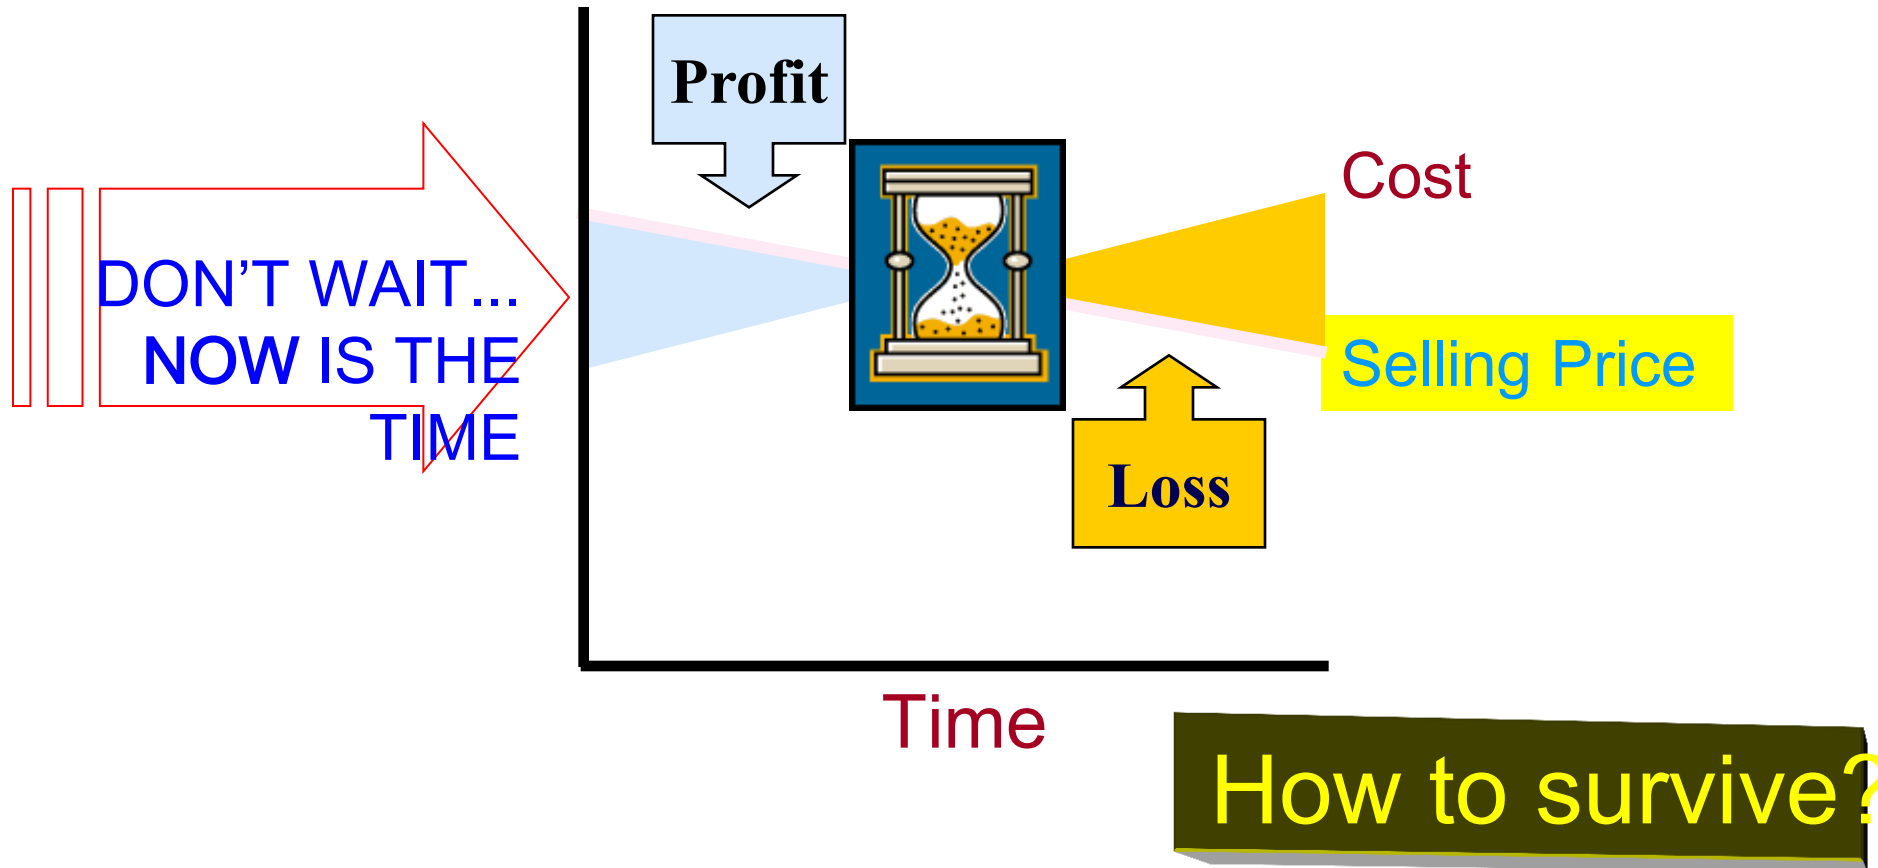 Profit
Cost
DON’T WAIT...
NOW IS THE
TIME
Selling Price
Loss
Time
How to survive?